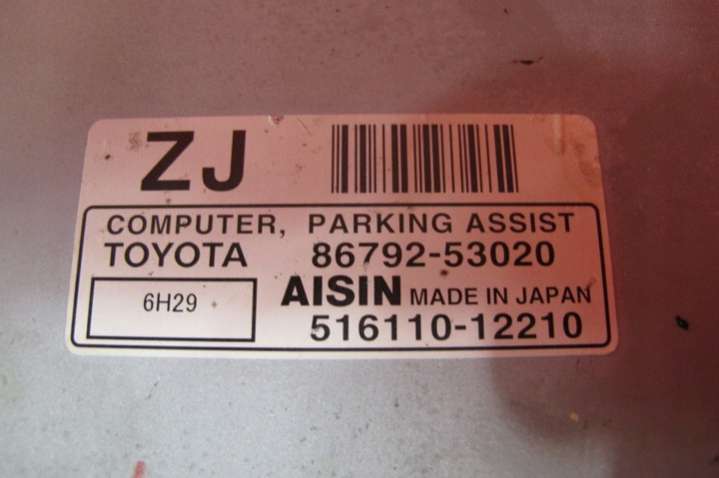 ZJ
COMPUTER, PARKING ASSIST
TOYOTA 86792-53020
6H29
AISIN MADE IN JAPAN
516110-12210